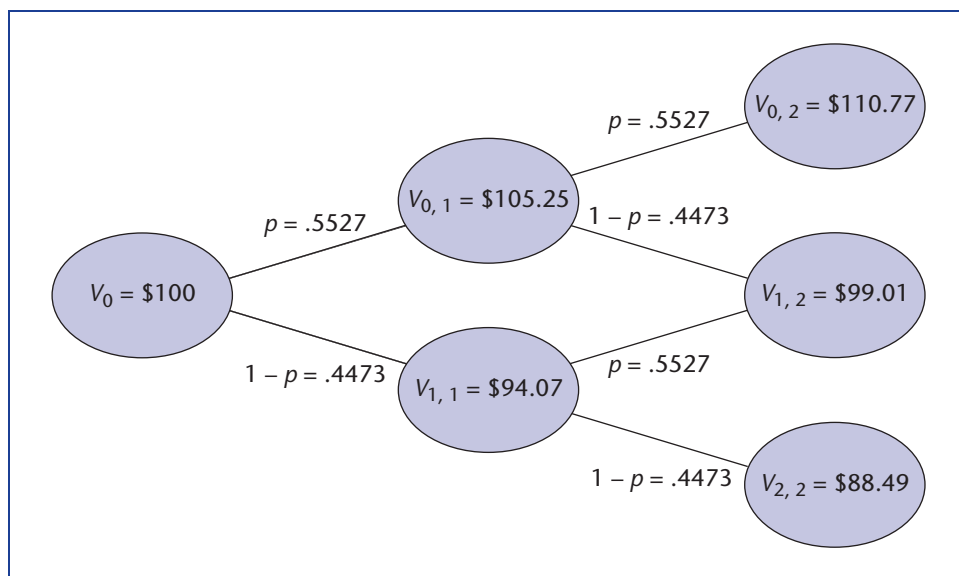 V0, 2 = $110.77
p = .5527
V0, 1 = $105.25
p = .5527
1 – p = .4473
V0 = $100
V1, 2 = $99.01
1 – p = .4473
p = .5527
V1, 1 = $94.07
1 – p = .4473
V2, 2 = $88.49